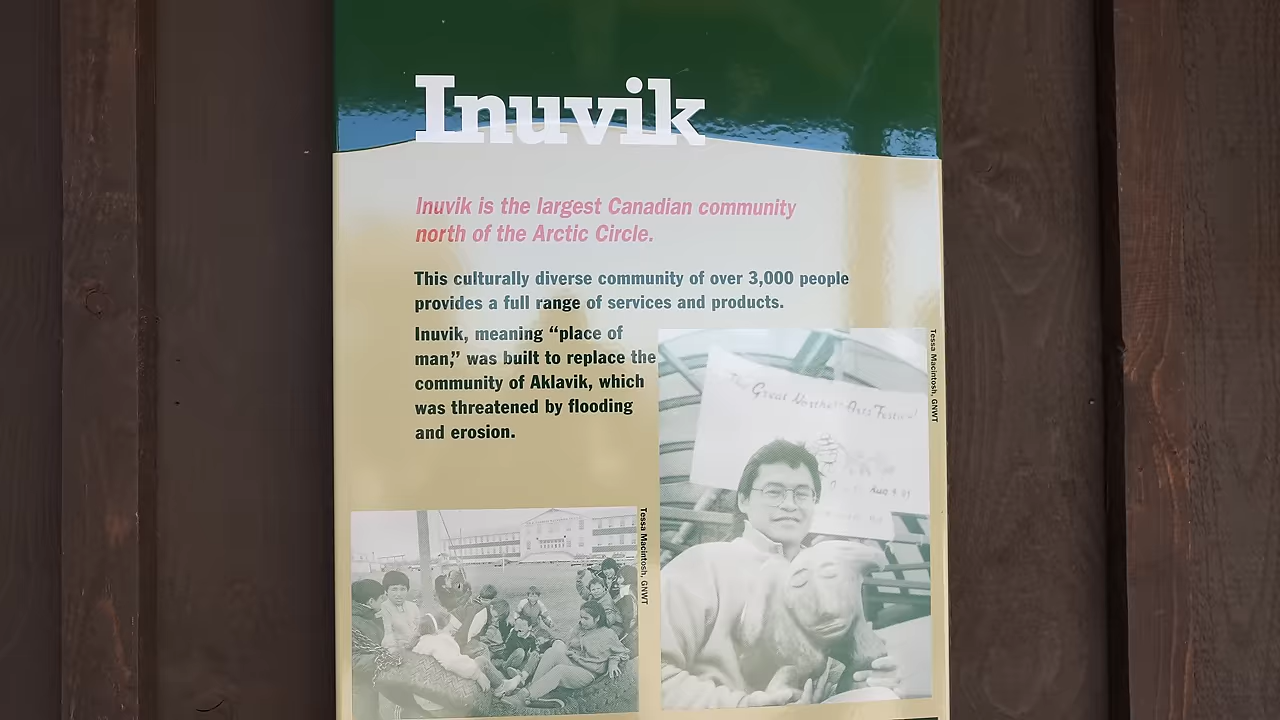 Inuvik
Inuvik is the largest Canadian community
north of the Arctic Circle.
This culturally diverse community of over 3,000 people
provides a full range of services and products.
Inuvik, meaning “place of
man,” was built to replace the
community of Aklavik, which
was threatened by flooding
and erosion.
Tessa Macintosh, GNWT
Great Northern Arts Festival
Aug
Tessa Macintosh, GNWT